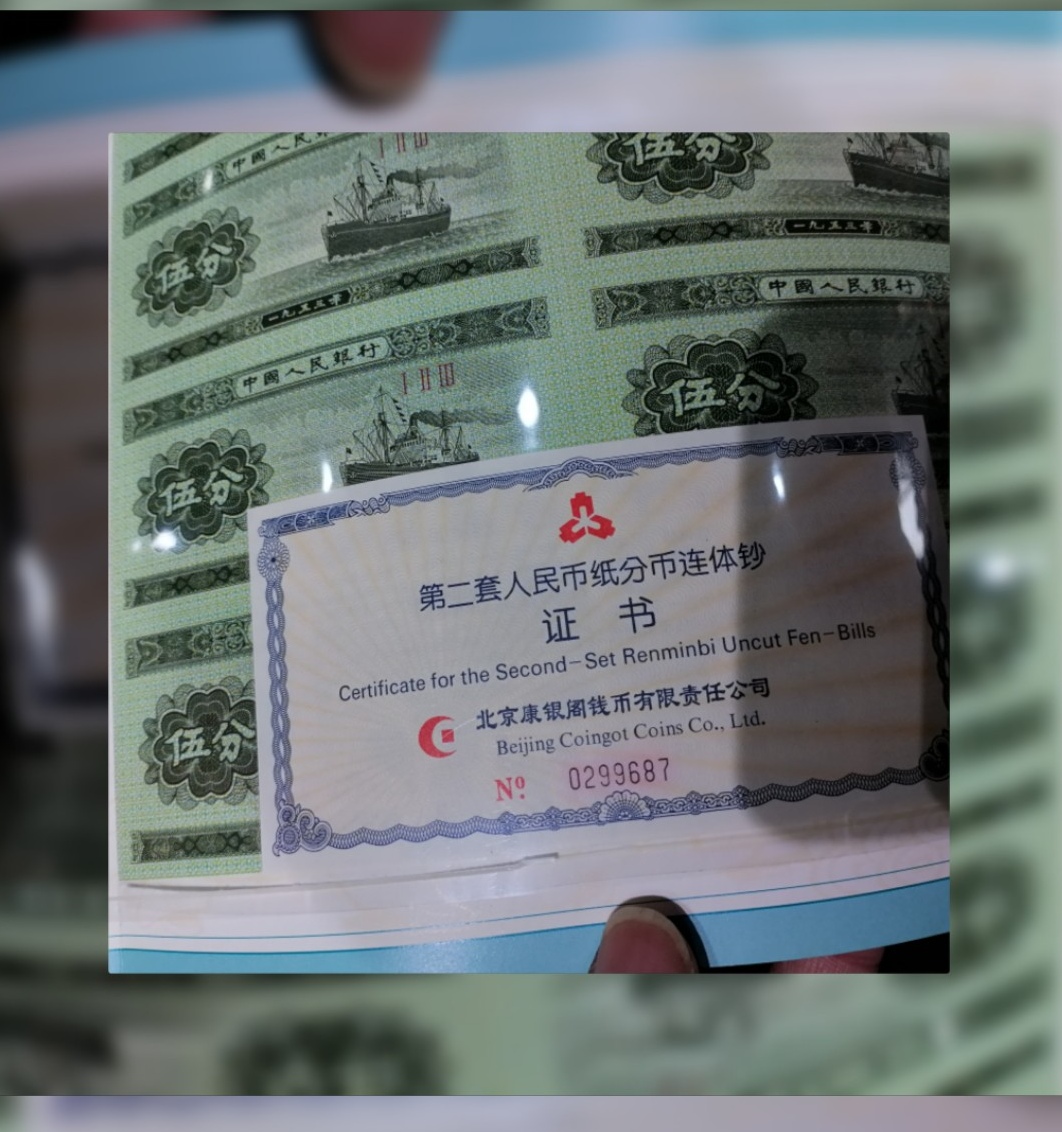 中國人民
ⅠⅡⅢ
伍分
伍分
一九五三年
一九五三年
中國人民銀行
中國人民銀行
ⅠⅡⅢ
伍分
伍分
伍分
第二套人民币纸分币连体钞
证 书
Certificate for the Second-Set Renminbi Uncut Fen-Bills
北京康银阁钱币有限责任公司
Beijing Coingot Coins Co., Ltd.
Nº. 0299687